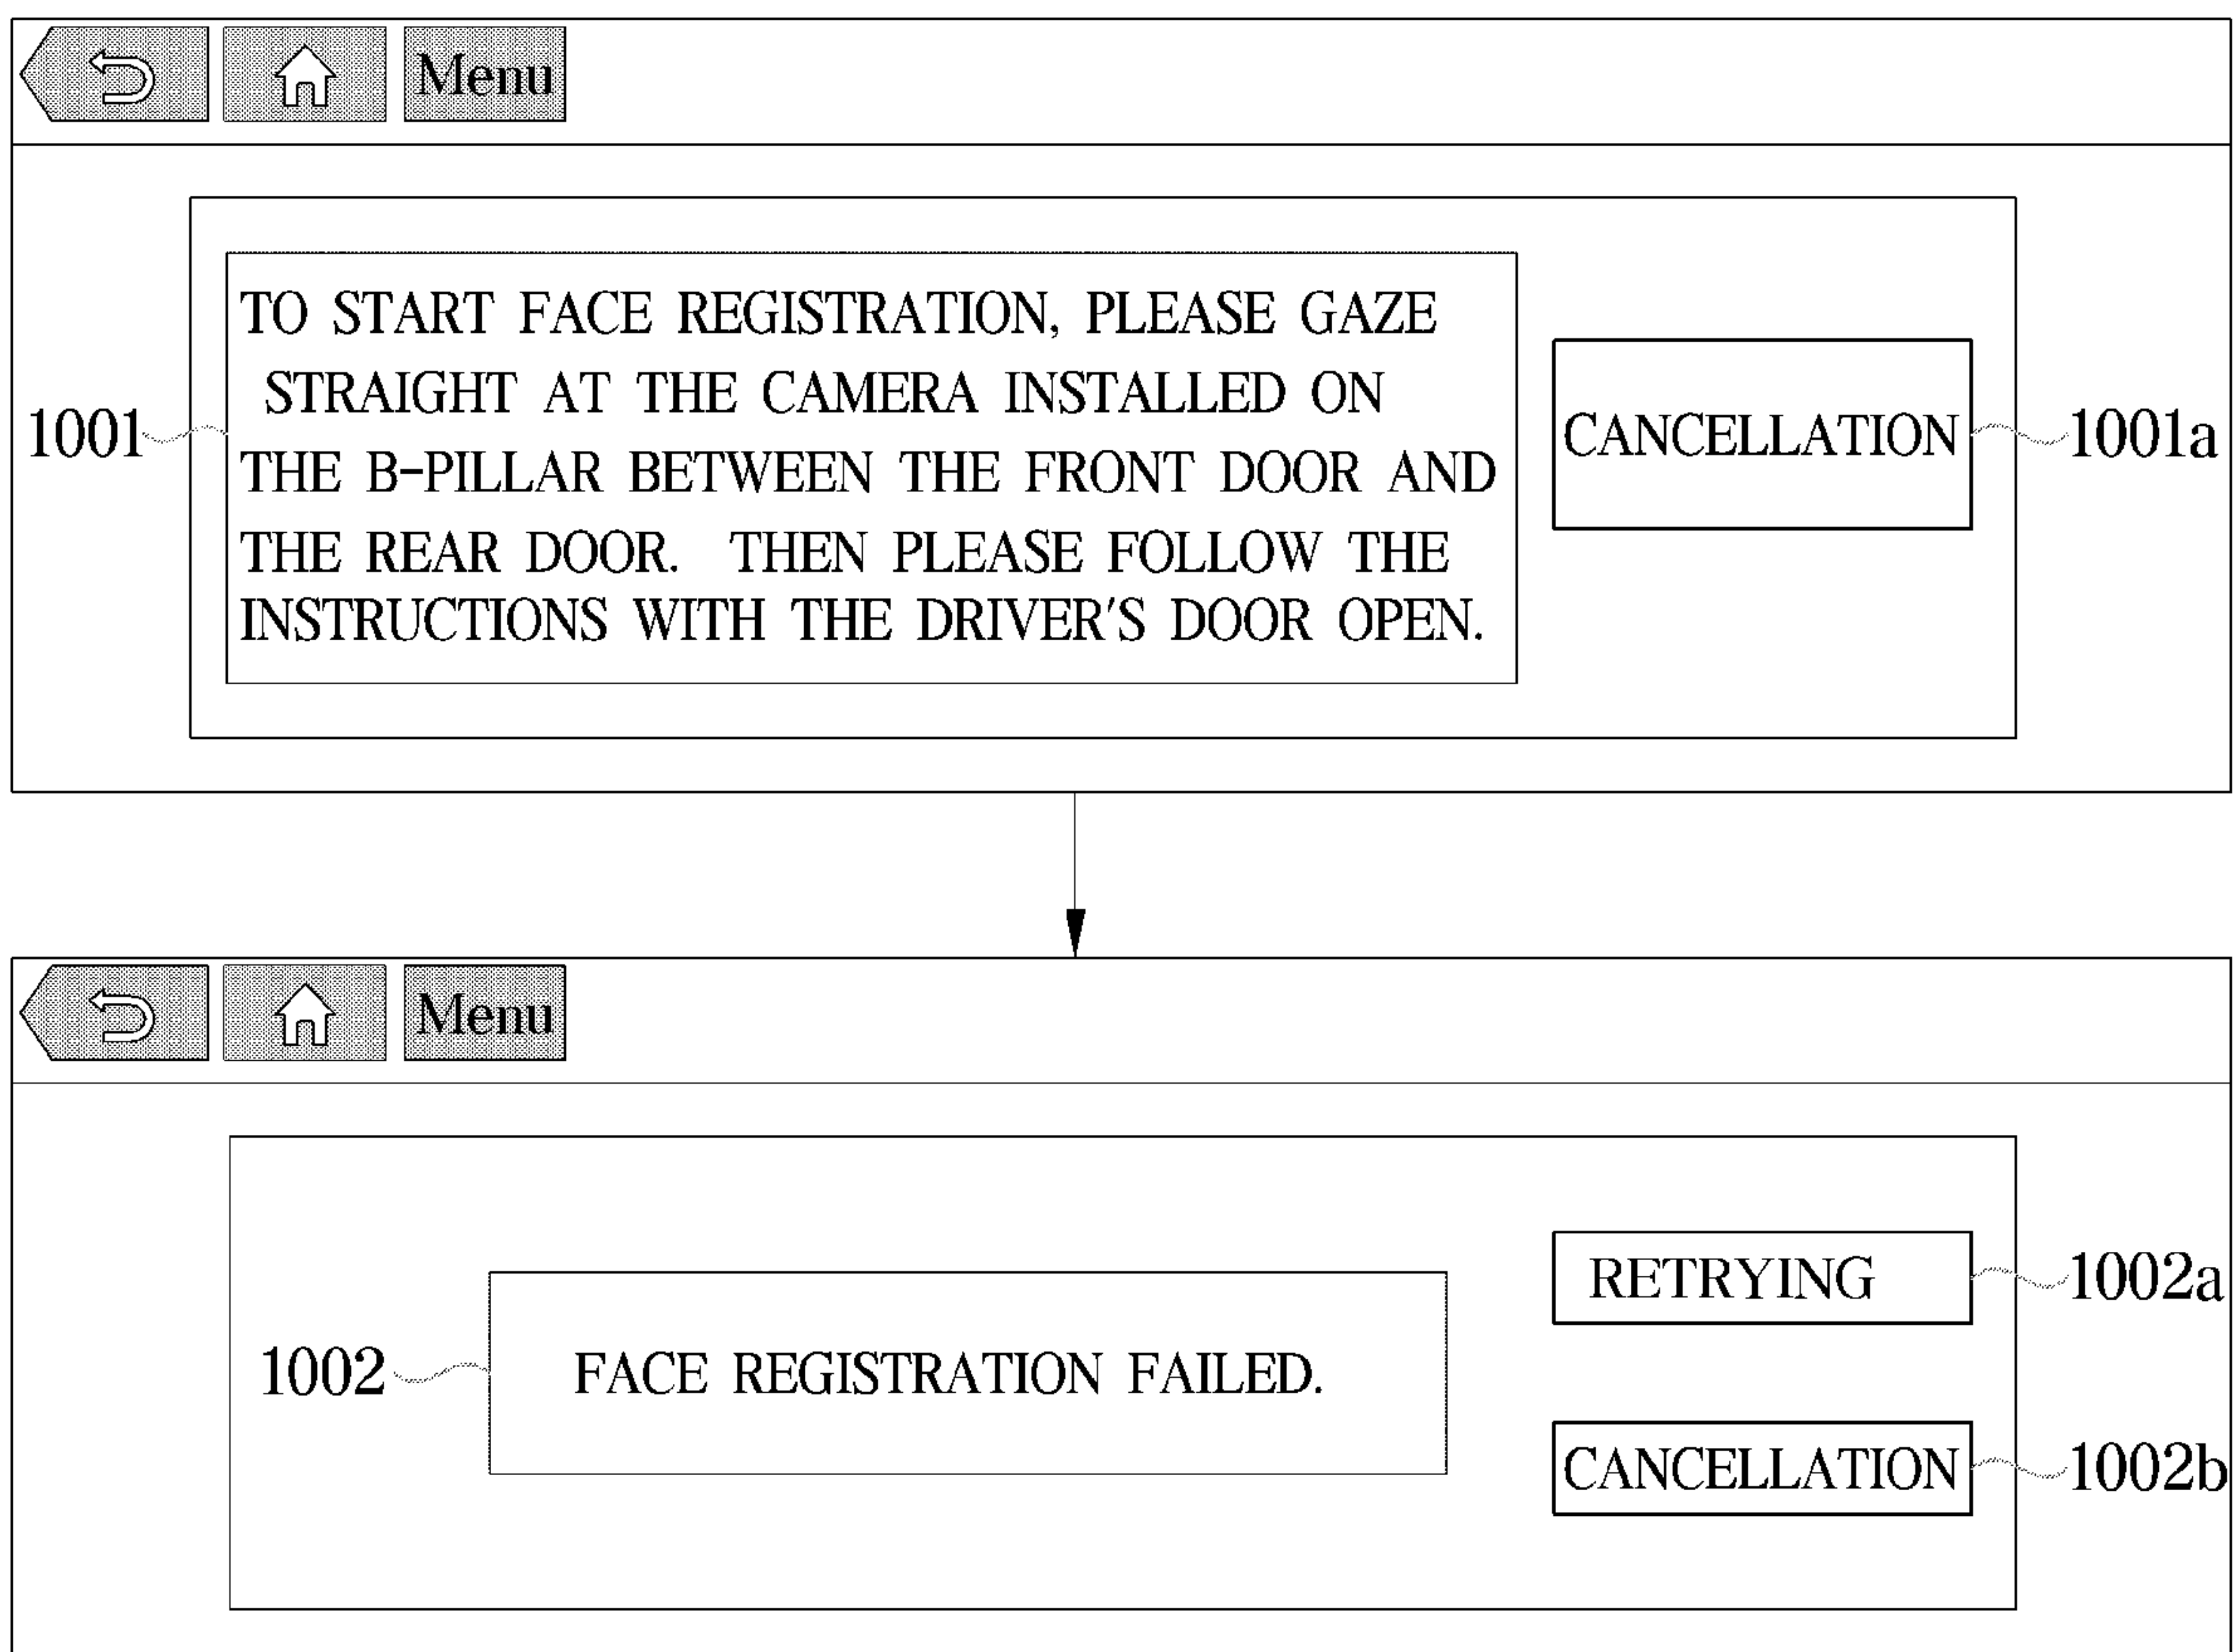 Menu
TO START FACE REGISTRATION, PLEASE GAZE
STRAIGHT AT THE CAMERA INSTALLED ON
THE B-PILLAR BETWEEN THE FRONT DOOR AND
THE REAR DOOR. THEN PLEASE FOLLOW THE
INSTRUCTIONS WITH THE DRIVER'S DOOR OPEN.
1001
CANCELLATION
1001a
Menu
RETRYING
1002a
1002
FACE REGISTRATION FAILED.
CANCELLATION
1002b